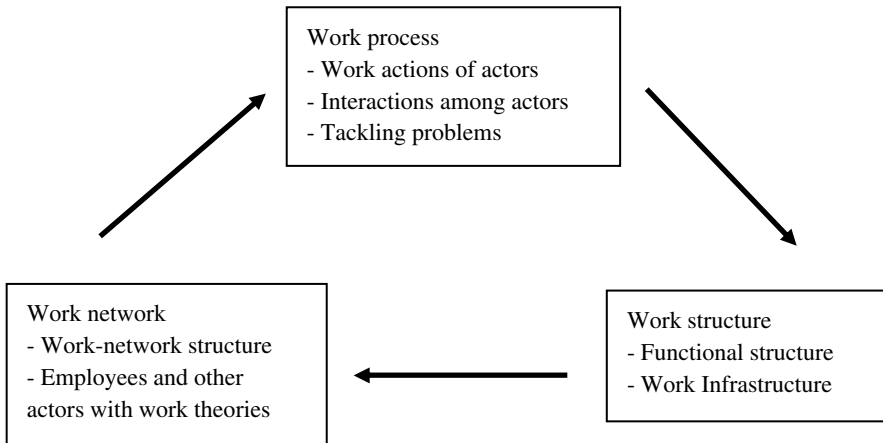 Work process
- Work actions of actors
- Interactions among actors
- Tackling problems
Work network
- Work-network structure
- Employees and other
actors with work theories
Work structure
- Functional structure
- Work Infrastructure